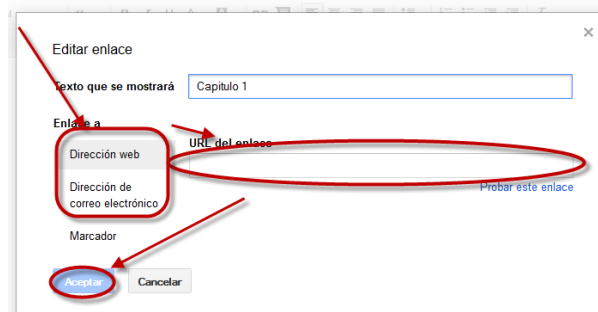 Editar enlace
Texto que se mostrará
Capitulo 1
Enlace a
URL del enlace
Dirección web
Probar este enlace
Dirección de
correo electrónico
Marcador
Aceptar
Cancelar